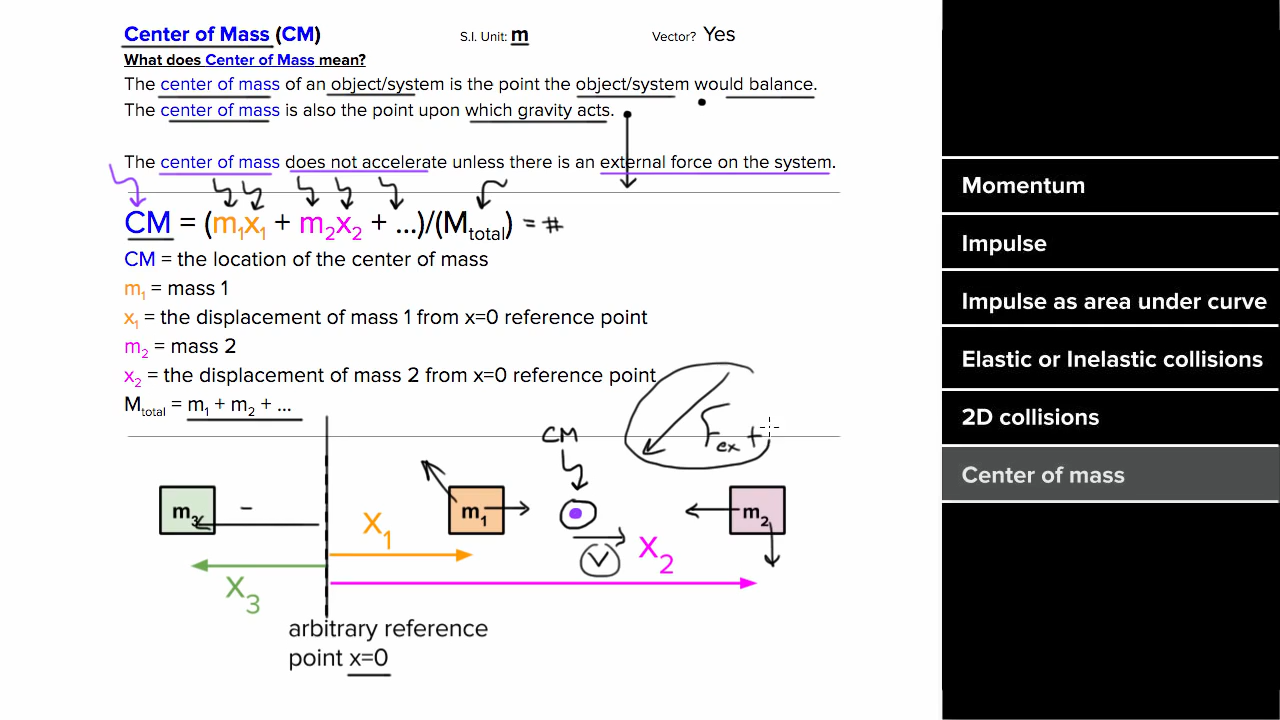 Center of Mass (CM) S.I. Unit: m Vector? Yes
What does Center of Mass mean?
The center of mass of an object/system is the point the object/system would balance.
The center of mass is also the point upon which gravity acts.
The center of mass does not accelerate unless there is an external force on the system.
CM = (m₁x₁ + m₂x₂ + ...)/(Mtotal) = #
CM = the location of the center of mass
m₁ = mass 1
x₁ = the displacement of mass 1 from x=0 reference point
m₂ = mass 2
x₂ = the displacement of mass 2 from x=0 reference point
Mtotal = m₁ + m₂ + ...
Fext
CM
m₃ - m₁ m₂
X₁ X₂
V
X₃
arbitrary reference
point x=0
Momentum
Impulse
Impulse as area under curve
Elastic or Inelastic collisions
2D collisions
Center of mass